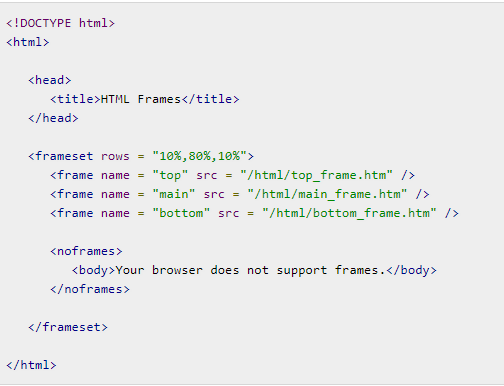 <!DOCTYPE html>
<html>
<head>
<title>HTML Frames</title>
</head>
<frameset rows = "10%,80%,10%">
<frame name = "top" src = "/html/top_frame.htm" />
<frame name = "main" src = "/html/main_frame.htm" />
<frame name = "bottom" src = "/html/bottom_frame.htm" />
<noframes>
<body>Your browser does not support frames.</body>
</noframes>
</frameset>
</html>